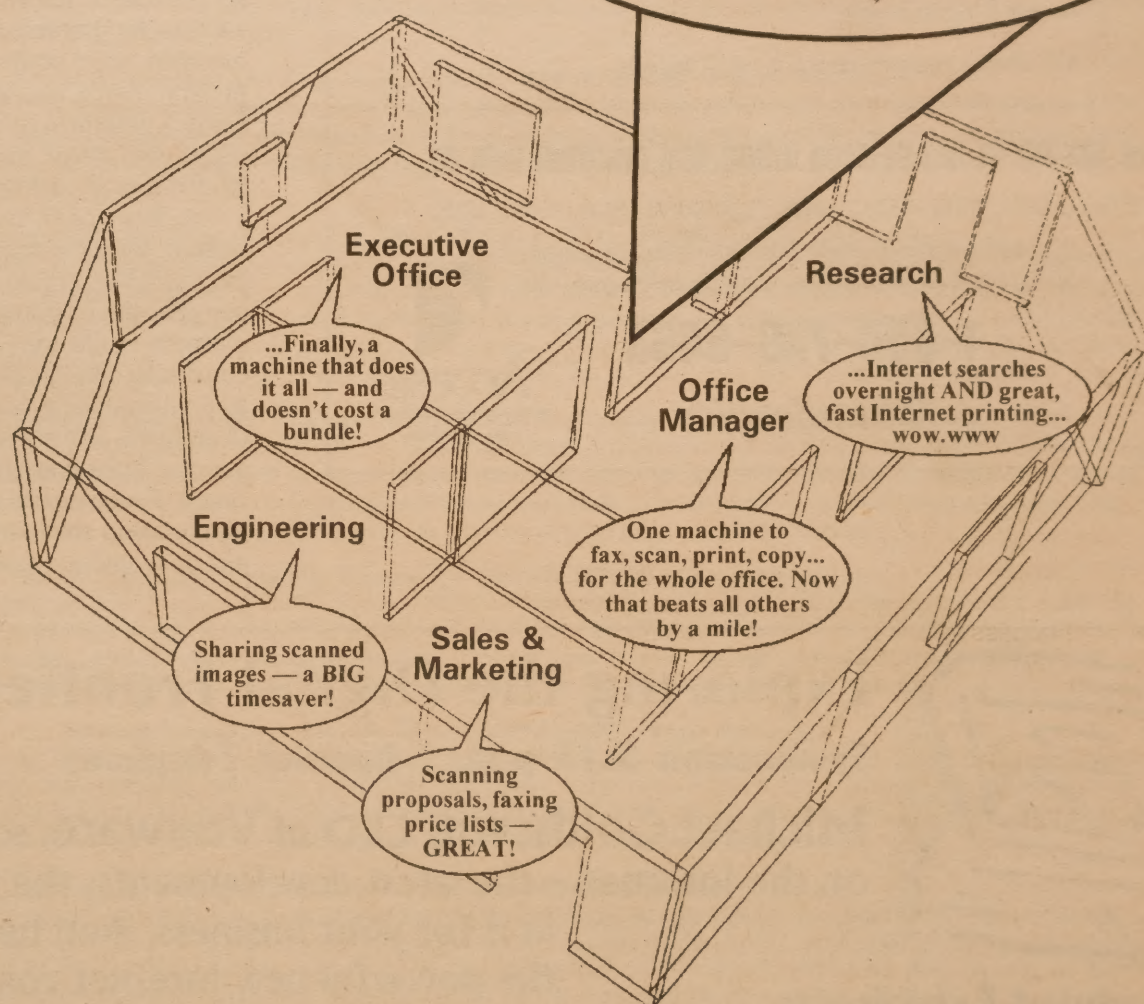 Executive
Office
...Finally, a
machine that does
it all — and
doesn't cost a
bundle!
Research
...Internet searches
overnight AND great,
fast Internet printing...
wow.www
Office
Manager
One machine to
fax, scan, print, copy...
for the whole office. Now
that beats all others
by a mile!
Engineering
Sharing scanned
images — a BIG
timesaver!
Sales &
Marketing
Scanning
proposals, faxing
price lists —
GREAT!